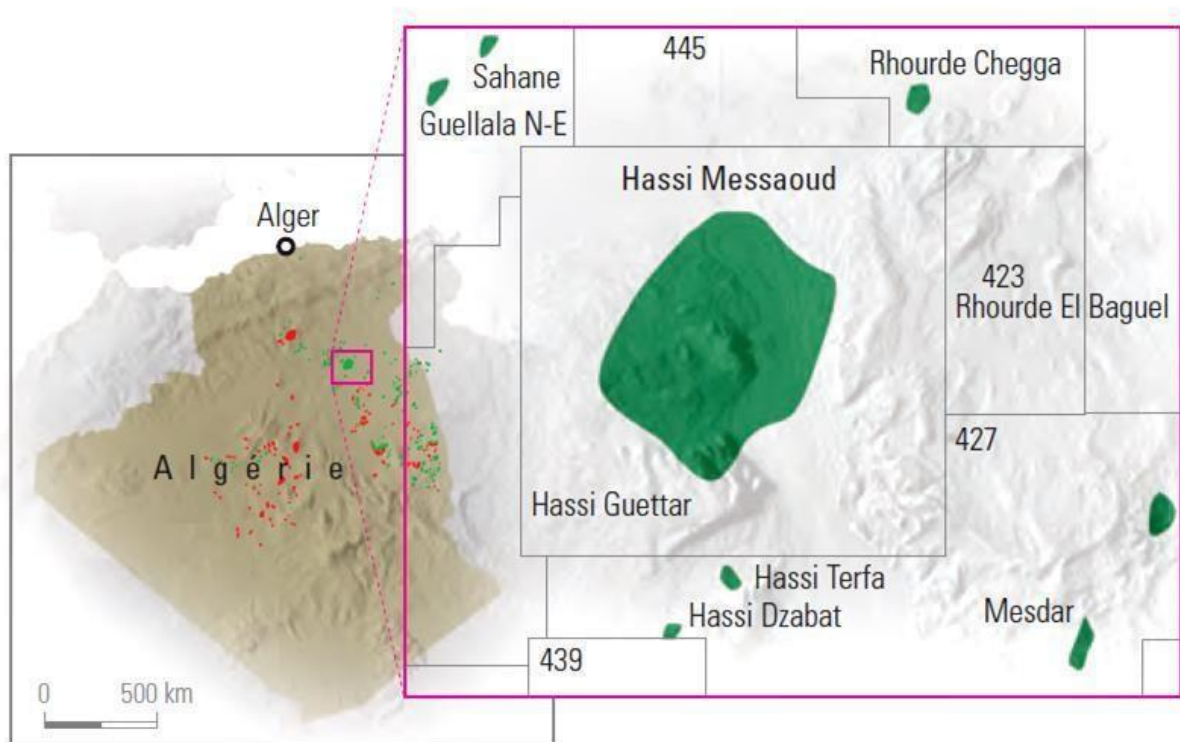 445
Rhourde Chegga
Sahane
Guellala N-E
Hassi Messaoud
Alger
423
Rhourde El Baguel
427
Algérie
Hassi Guettar
Hassi Terfa
Hassi Dzabat
Mesdar
439
0 500 km